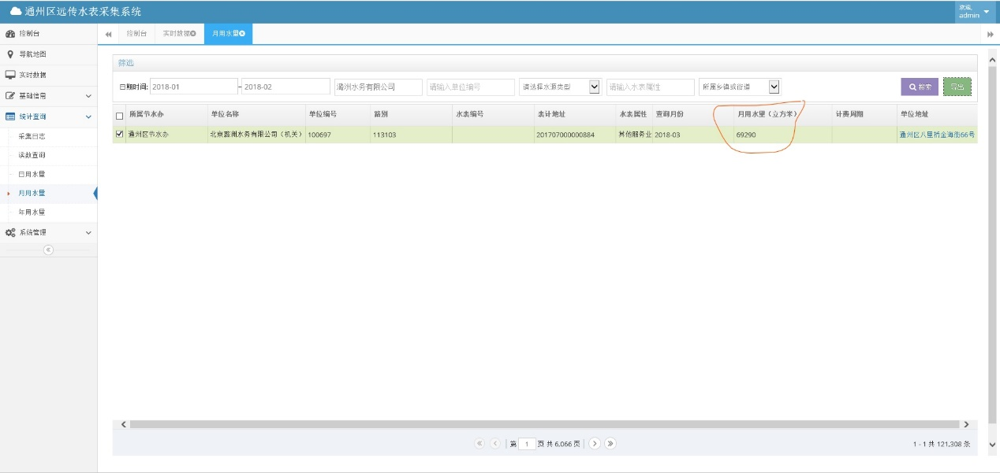 通州区远传水表采集系统
欢迎,
admin
控制台
导航地图
实时数据
基础信息
统计查询
采集日志
读数查询
日用水量
月用水量
年用水量
系统管理
控制台 实时数据 月用水量
筛选
日期时间: 2018-01 - 2018-02 潞洲水务有限公司 请输入单位编号 请选择水源类型 请输入水表属性 所属乡镇或街道 搜索 导出
所属节水办 单位名称 单位编号 路别 水表编号 表计地址 水表属性 查询月份 月用水量（立方米） 计费周期 单位地址
通州区节水办 北京潞洲水务有限公司（机关） 100697 113103 201707000000884 其他服务业 2018-03 69290 通州区八里桥金海街66号
第 1 页 共 6,066 页
1 - 1 共 121,308 条